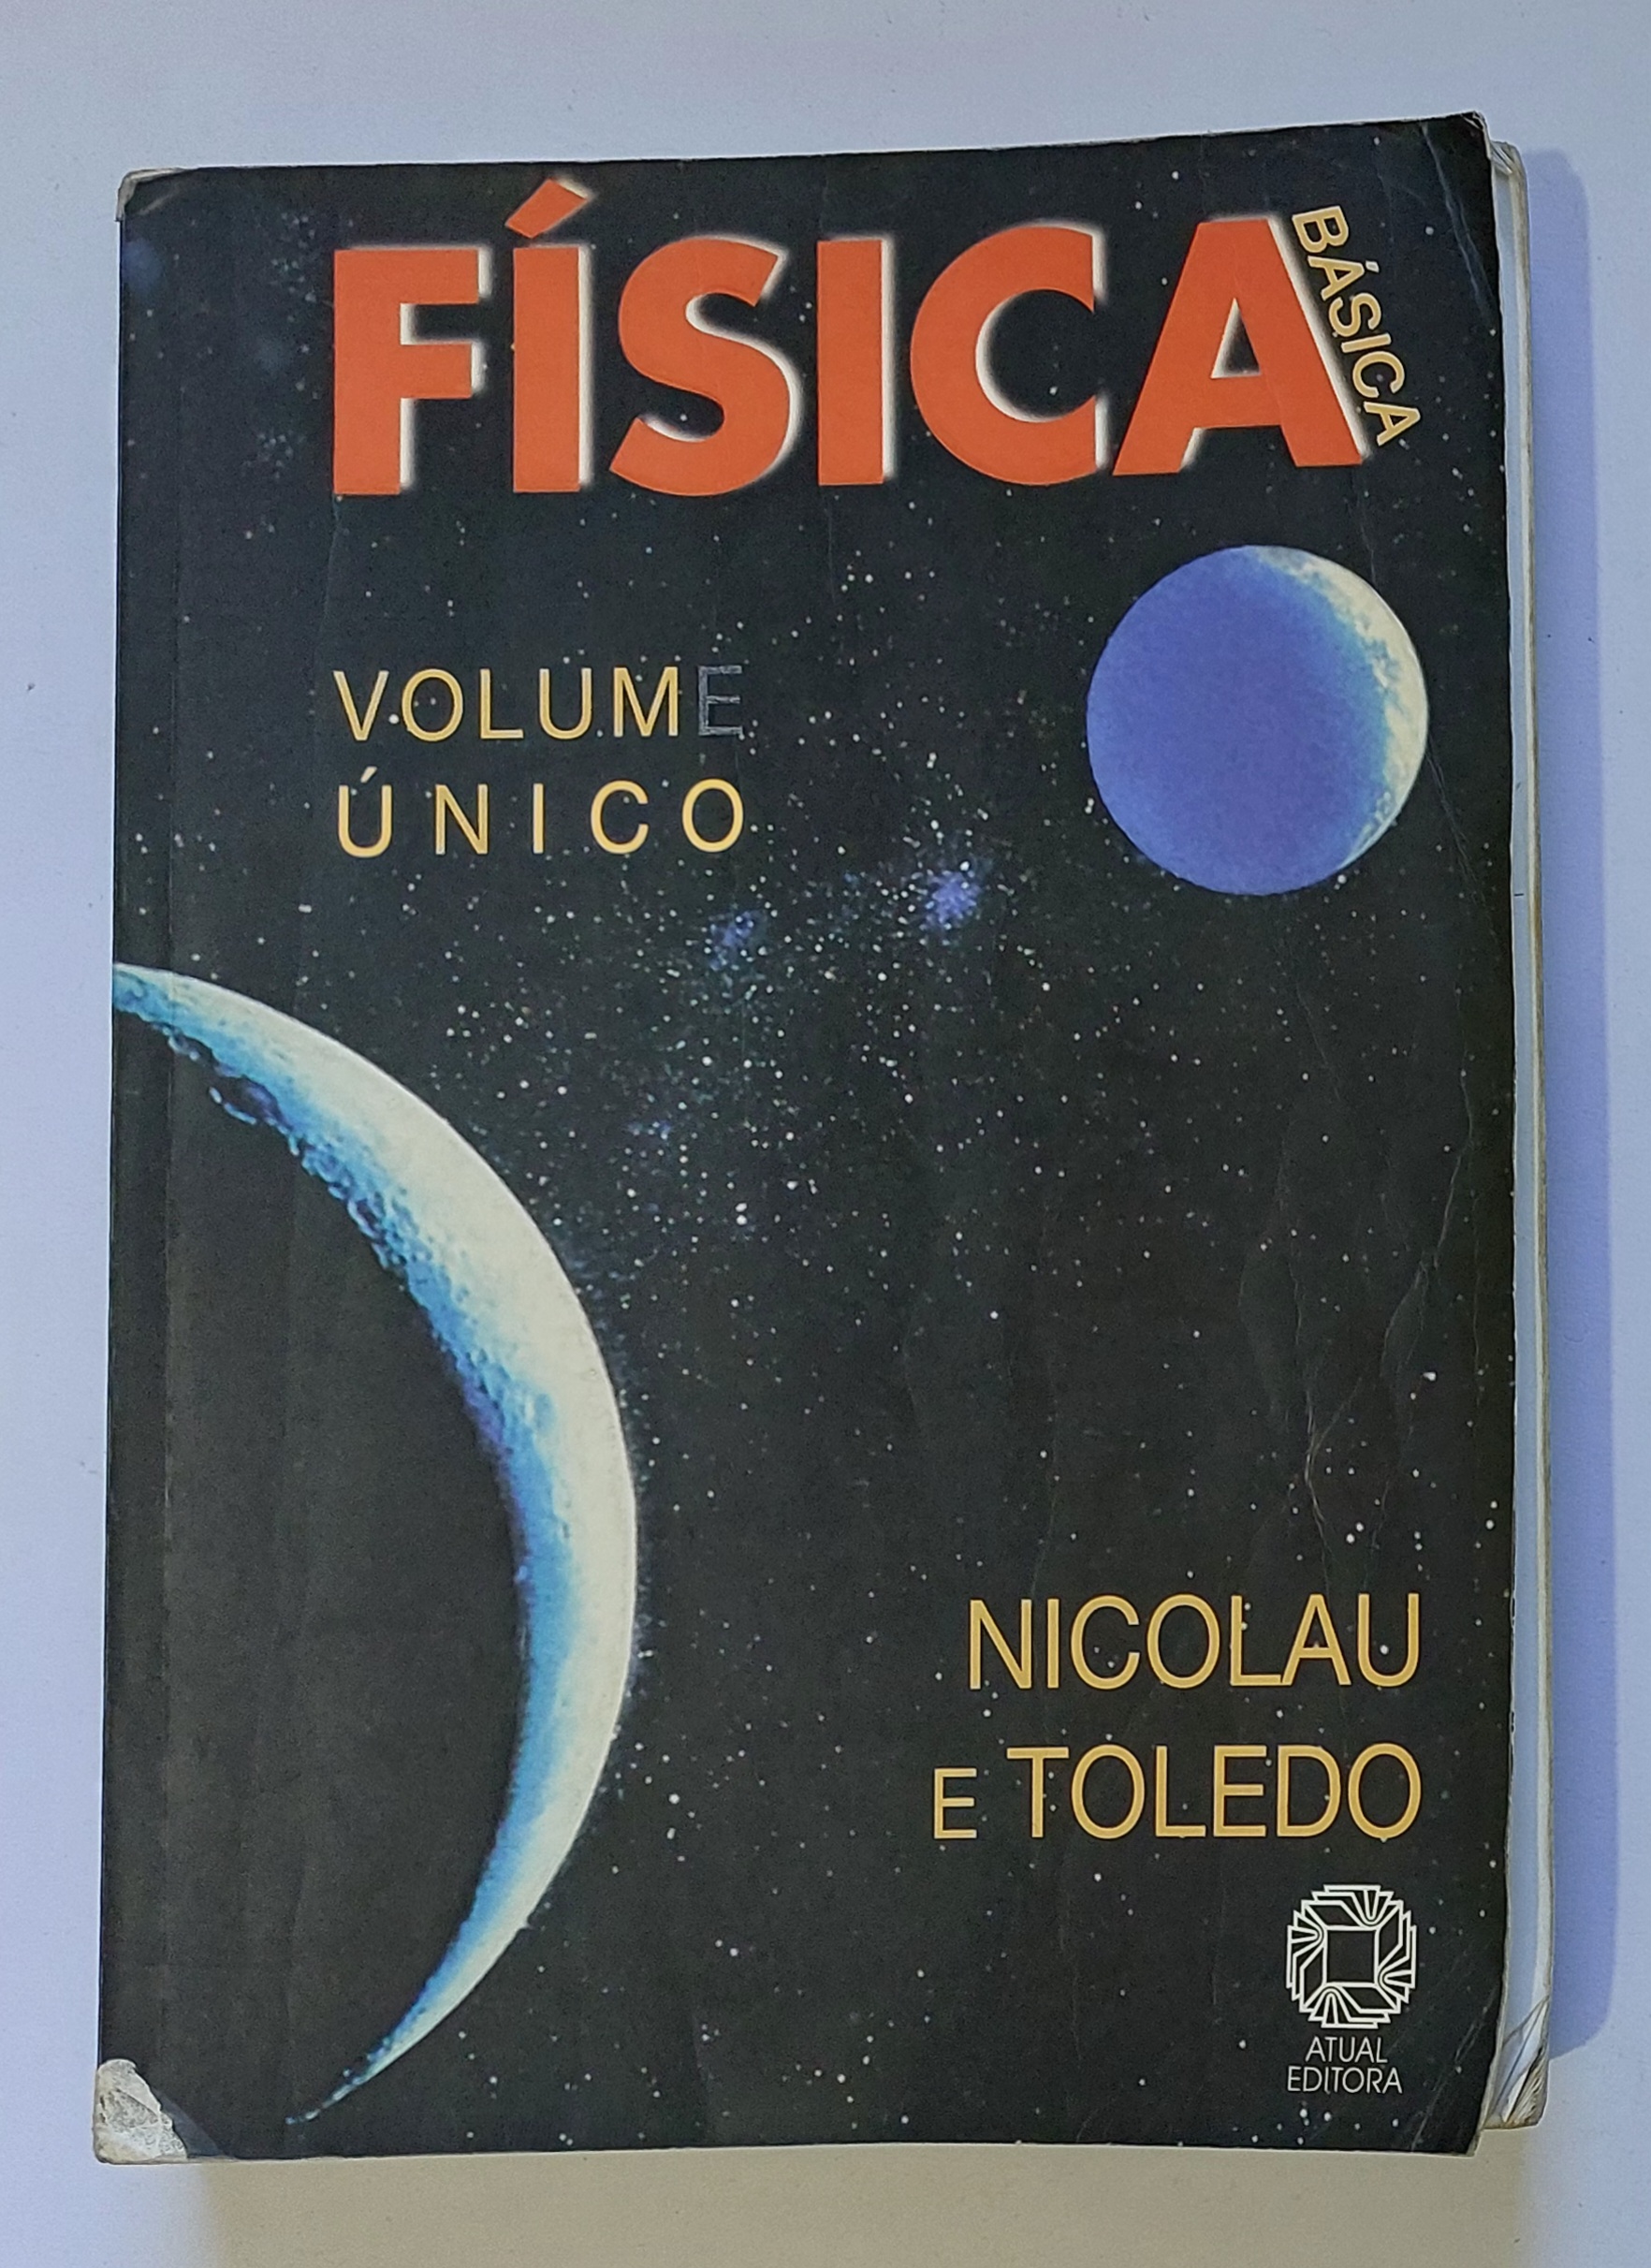 FÍSICA
BÁSICA
VOLUME
ÚNICO
NICOLAU
E TOLEDO
ATUAL
EDITORA